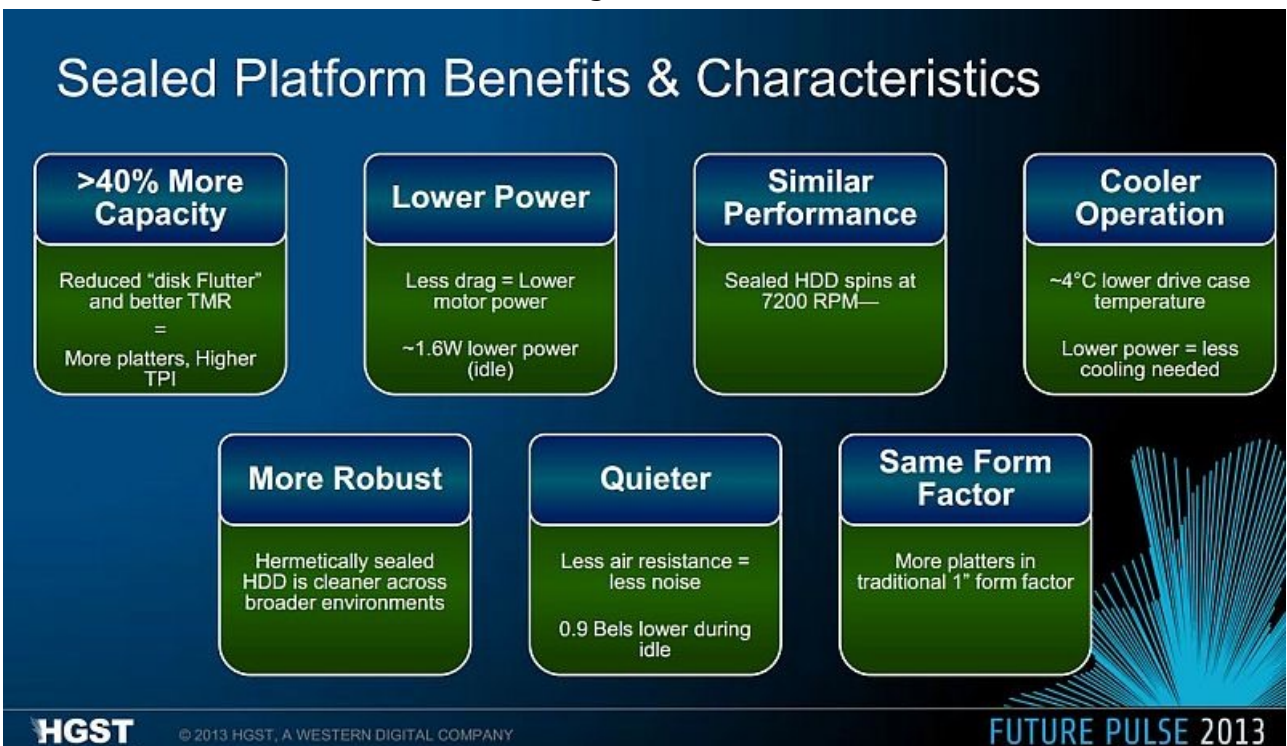 Sealed Platform Benefits & Characteristics
>40% More
Capacity
Reduced “disk Flutter”
and better TMR
=
More platters, Higher
TPI
Lower Power
Less drag = Lower
motor power
~1.6W lower power
(idle)
Similar
Performance
Sealed HDD spins at
7200 RPM—
Cooler
Operation
~4°C lower drive case
temperature
Lower power = less
cooling needed
More Robust
Hermetically sealed
HDD is cleaner across
broader environments
Quieter
Less air resistance =
less noise
0.9 Bels lower during
idle
Same Form
Factor
More platters in
traditional 1” form factor
HGST
© 2013 HGST, A WESTERN DIGITAL COMPANY
FUTURE PULSE 2013